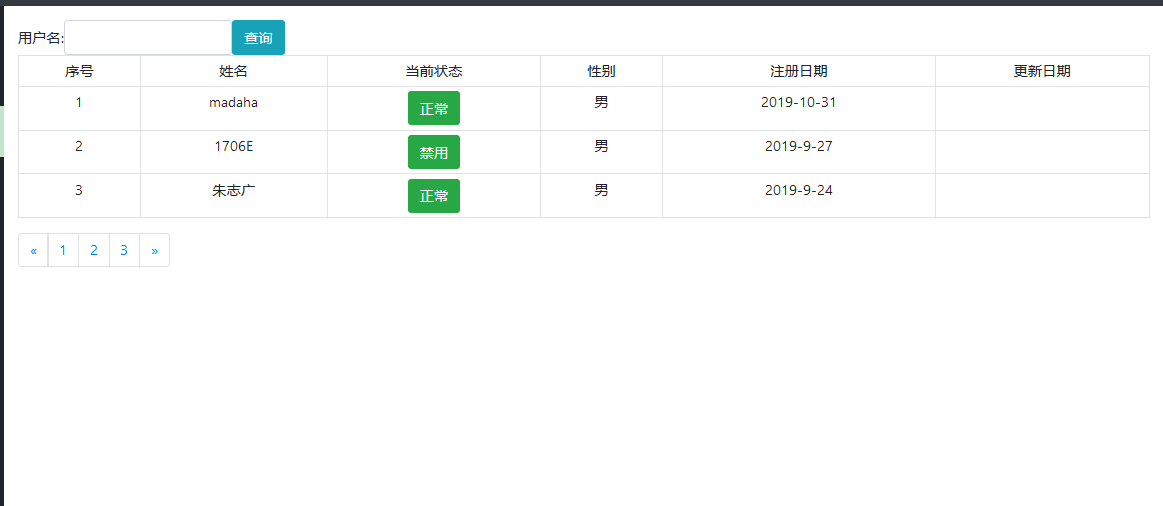 用户名: 查询
序号 姓名 当前状态 性别 注册日期 更新日期
1 madaha 正常 男 2019-10-31
2 1706E 禁用 男 2019-9-27
3 朱志广 正常 男 2019-9-24
« 1 2 3 »